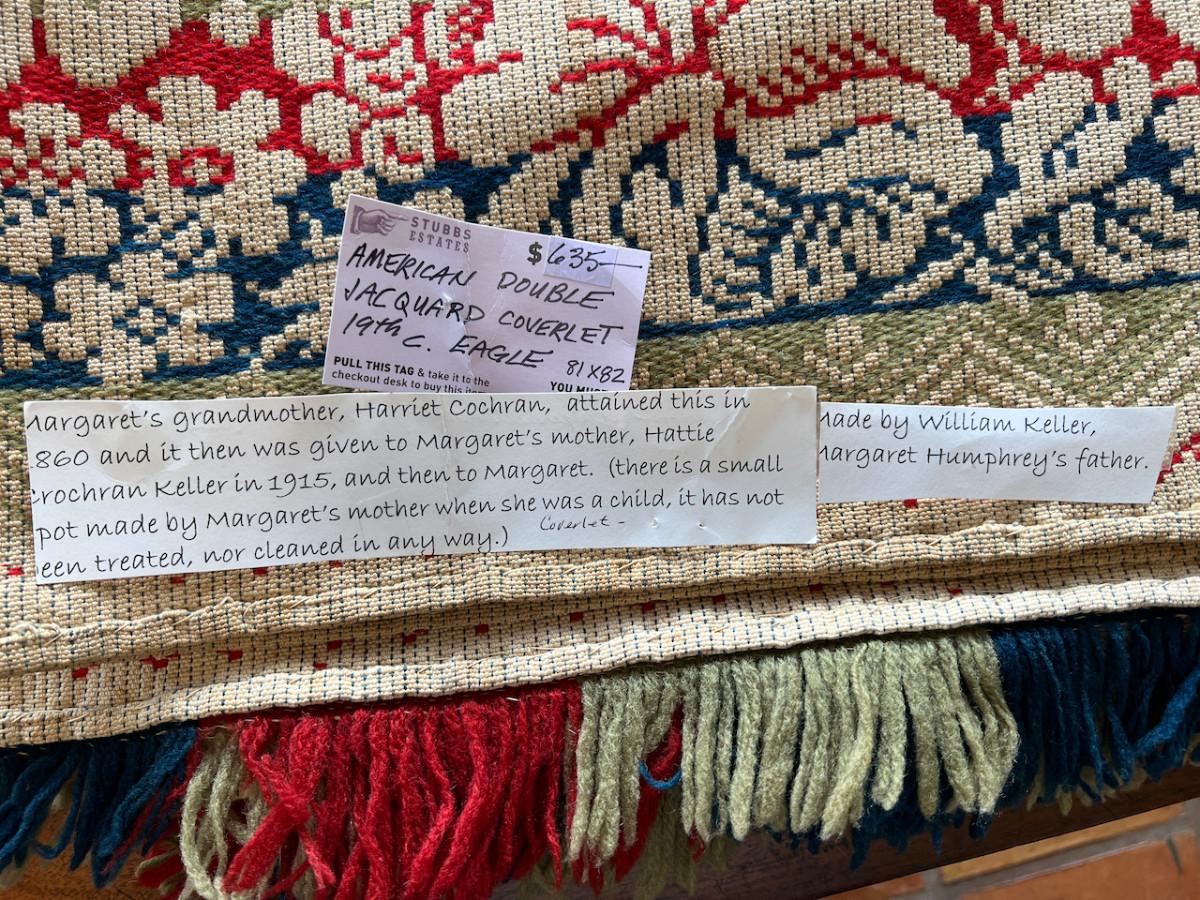 STUBBS
ESTATES
$ 635—
AMERICAN DOUBLE
JACQUARD COVERLET
19th C. EAGLE 81 X 82
PULL THIS TAG & take it to the
checkout desk to buy this
YOU
argaret's grandmother, Harriet Cochran, attained this in
860 and it then was given to Margaret's mother, Hattie
rochran Keller in 1915, and then to Margaret. (there is a small
pot made by Margaret's mother when she was a child, it has not
Coverlet -
een treated, nor cleaned in any way.)
ade by William Keller,
argaret Humphrey's father.